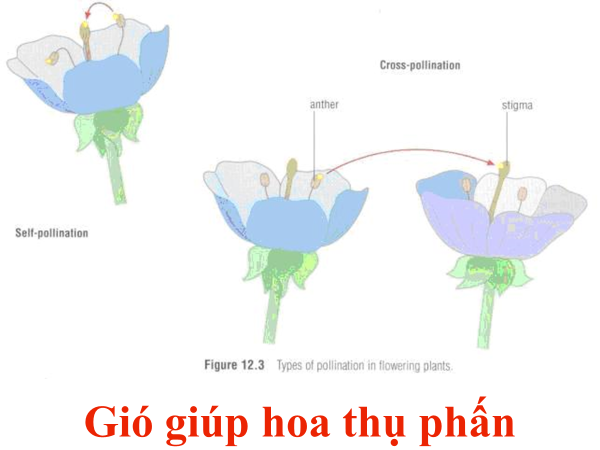 Cross-pollination
anther
stigma
Self-pollination
Figure 12.3 Types of pollination in flowering plants.
Gió giúp hoa thụ phấn